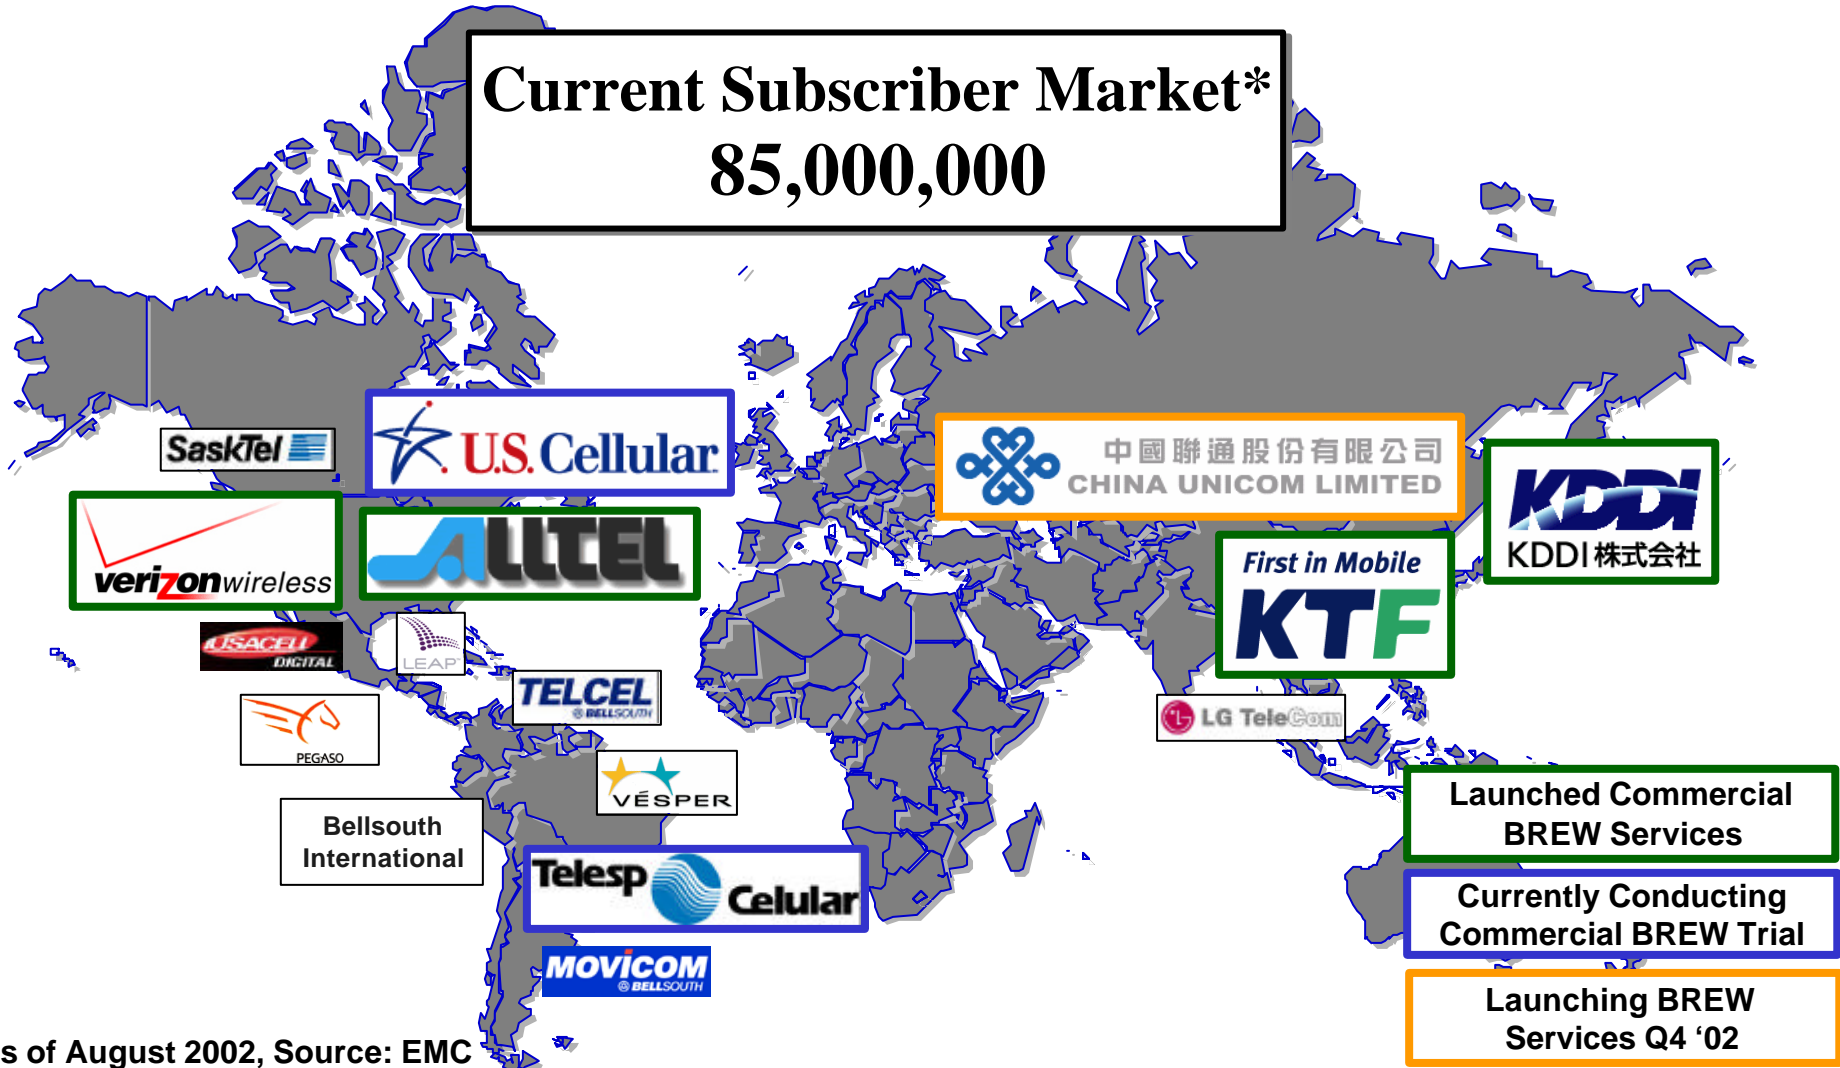 Current Subscriber Market*
85,000,000
SaskTel
U.S. Cellular
中國聯通股份有限公司
CHINA UNICOM LIMITED
KDDI
KDDI株式会社
verizonwireless
ALLTEL
First in Mobile
KTF
IUSACELL
DIGITAL
LEAP
TELCEL
@ BELLSOUTH
PEGASO
LG TeleCom
VÉSPER
Bellsouth
International
Telesp
Celular
MOVICOM
@ BELLSOUTH
Launched Commercial
BREW Services
Currently Conducting
Commercial BREW Trial
Launching BREW
Services Q4 ‘02
s of August 2002, Source: EMC